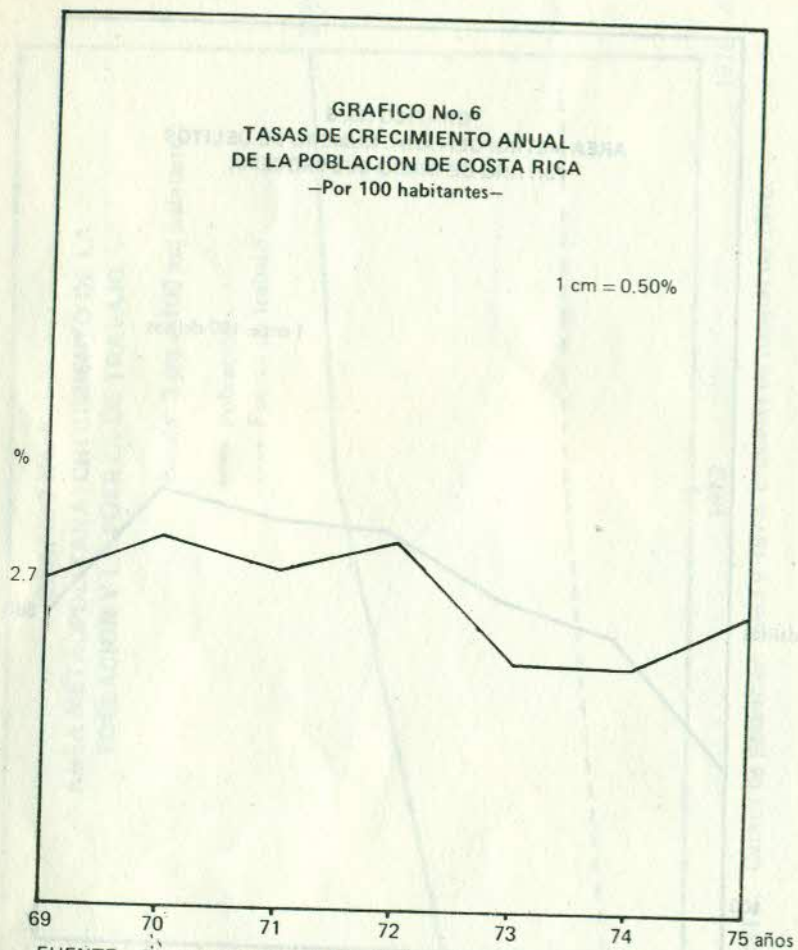 GRAFICO No. 6
TASAS DE CRECIMIENTO ANUAL
DE LA POBLACION DE COSTA RICA
—Por 100 habitantes—
1 cm = 0.50%
%
2.7
69 70 71 72 73 74 75 años
FUENTE